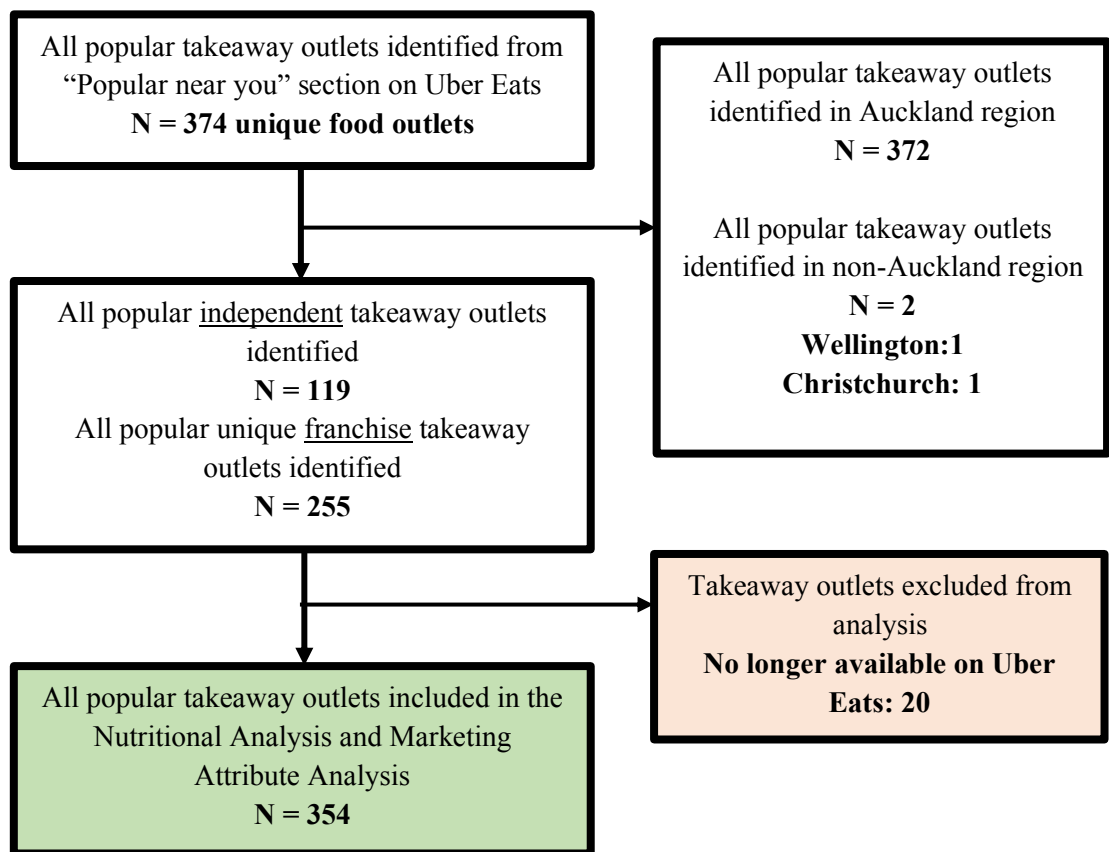 All popular takeaway outlets identified from
“Popular near you” section on Uber Eats
N = 374 unique food outlets
All popular takeaway outlets
identified in Auckland region
N = 372
All popular takeaway outlets
identified in non-Auckland region
N = 2
Wellington:1
Christchurch: 1
All popular independent takeaway outlets
identified
N = 119
All popular unique franchise takeaway
outlets identified
N = 255
Takeaway outlets excluded from
analysis
No longer available on Uber
Eats: 20
All popular takeaway outlets included in the
Nutritional Analysis and Marketing
Attribute Analysis
N = 354